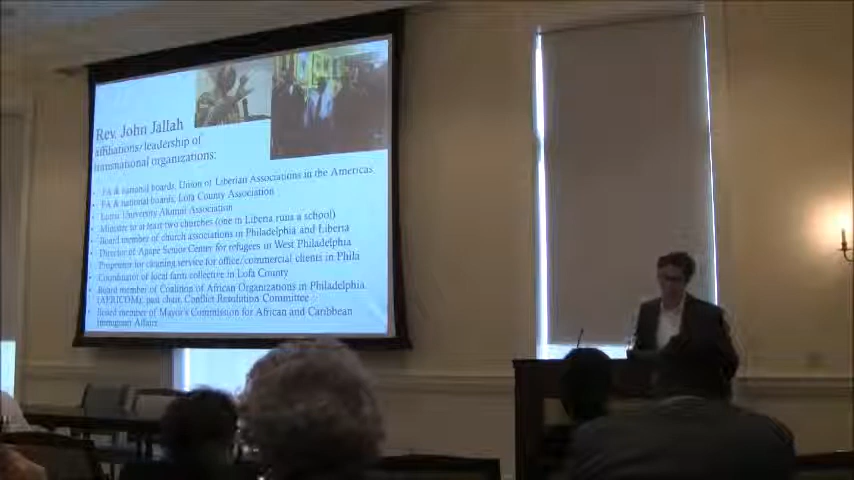 Rev. John Jallah
affiliations/leadership of
transnational organizations:
PA & national boards, Union of Liberian Associations in the Americas
PA & national boards, Lofa County Association
University Alumni Association
Minister to at least two churches (one in Liberia runs a school)
Board member of church associations in Philadelphia and Liberia
Director of Agape Senior Center for refugees in West Philadelphia
Proprietor for cleaning service for office/commercial clients in Phila
Coordinator of local farm collective in Lofa County
Board member of Coalition of African Organizations in Philadelphia
(AFRICOM), past chair, Conflict Resolution Committee
Board member of Mayor's Commission for African and Caribbean
Immigrant Affairs